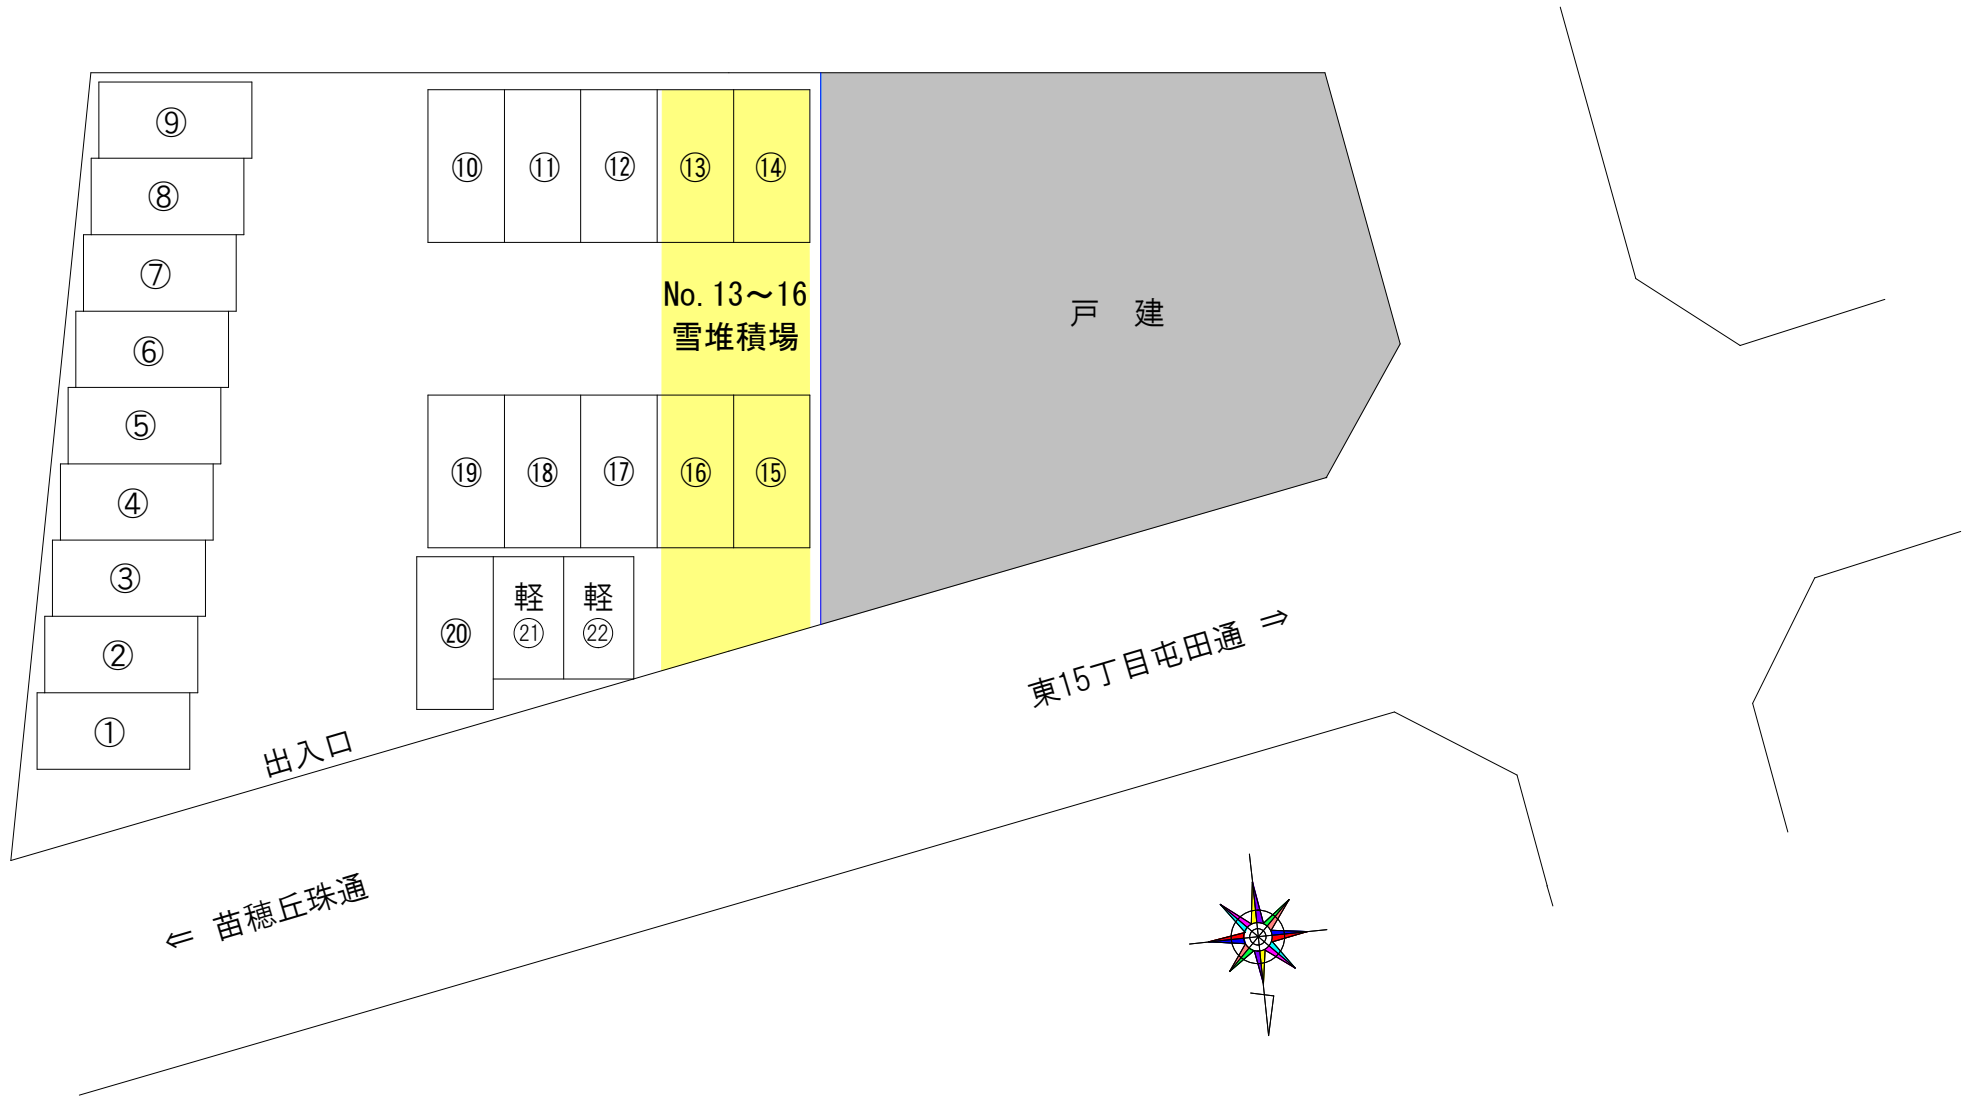 ⑨
⑧
⑦
⑥
⑤
④
③
②
①
⑩ ⑪ ⑫ ⑬ ⑭
No.13～16
雪堆積場
⑲ ⑱ ⑰ ⑯ ⑮
軽 軽
⑳ ㉑ ㉒
戸 建
出入口
東15丁目屯田通 ⇒
⇐ 苗穂丘珠通